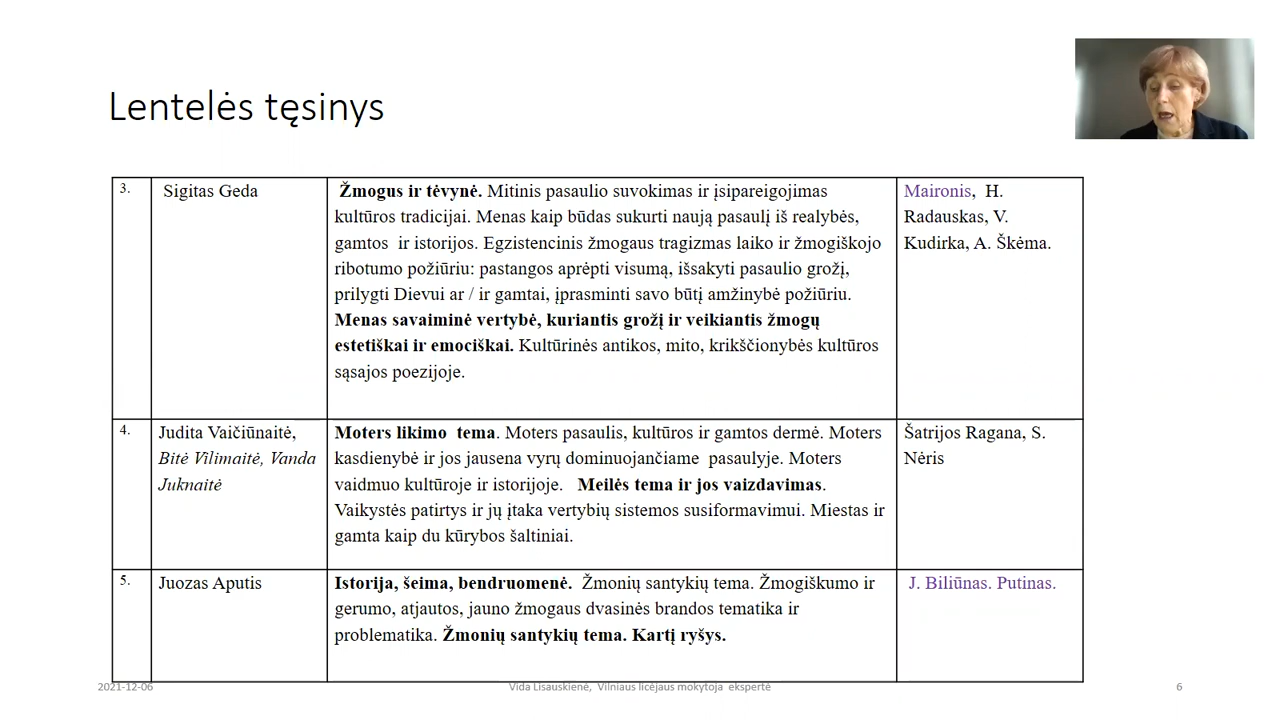 Lentelės tęsinys
3.
Sigitas Geda
Žmogus ir tėvynė. Mitinis pasaulio suvokimas ir įsipareigojimas
kultūros tradicijai. Menas kaip būdas sukurti naują pasaulį iš realybės,
gamtos ir istorijos. Egzistencinis žmogaus tragizmas laiko ir žmogiškojo
ribotumo požiūriu: pastangos aprėpti visumą, išsakyti pasaulio grožį,
prilygti Dievui ar / ir gamtai, įprasminti savo būtį amžinybė požiūriu.
Menas savaiminė vertybė, kuriantis grožį ir veikiantis žmogų
estetiškai ir emociškai. Kultūrinės antikos, mito, krikščionybės kultūros
sąsajos poezijoje.
Maironis, H.
Radauskas, V.
Kudirka, A. Škėma.
4.
Judita Vaičiūnaitė,
Bitė Vilimaitė, Vanda
Juknaitė
Moters likimo tema. Moters pasaulis, kultūros ir gamtos dermė. Moters
kasdienybė ir jos jausena vyrų dominuojančiame pasaulyje. Moters
vaidmuo kultūroje ir istorijoje. Meilės tema ir jos vaizdavimas.
Vaikystės patirtys ir jų įtaka vertybių sistemos susiformavimui. Miestas ir
gamta kaip du kūrybos šaltiniai.
Šatrijos Ragana, S.
Nėris
5.
Juozas Aputis
Istorija, šeima, bendruomenė. Žmonių santykių tema. Žmogiškumo ir
gerumo, atjautos, jauno žmogaus dvasinės brandos tematika ir
problematika. Žmonių santykių tema. Kartį ryšys.
J. Biliūnas. Putinas.
2021-12-06
Vida Lisauskienė, Vilniaus licėjaus mokytoja ekspertė
6